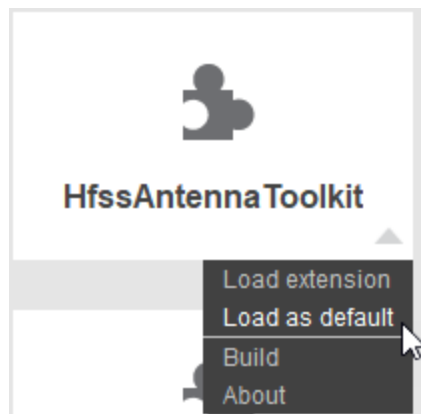 HfssAntennaToolkit
Load extension
Load as default
Build
About